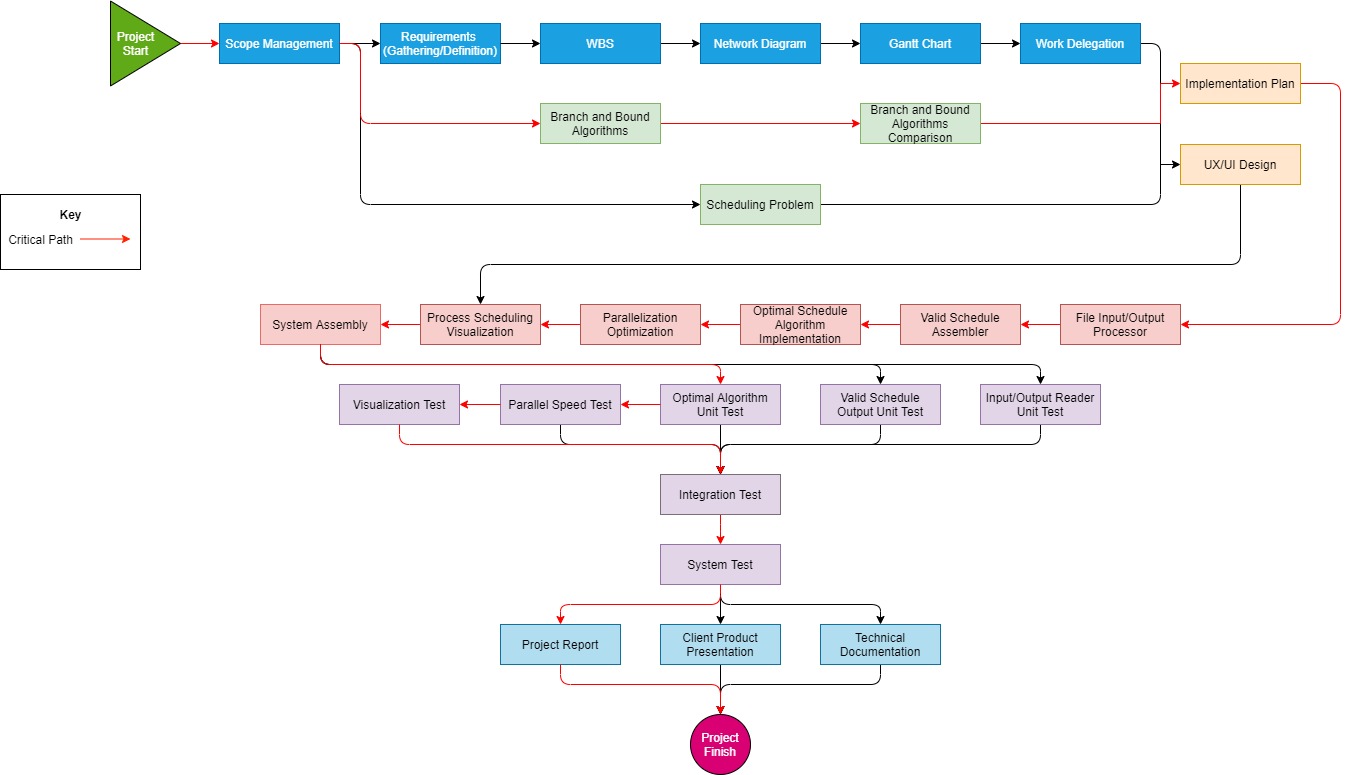 Project
Start
Scope Management
Requirements
(Gathering/Definition)
WBS
Network Diagram
Gantt Chart
Work Delegation
Implementation Plan
Branch and Bound
Algorithms
Branch and Bound
Algorithms
Comparison
UX/UI Design
Scheduling Problem
Key
Critical Path
System Assembly
Process Scheduling
Visualization
Parallelization
Optimization
Optimal Schedule
Algorithm
Implementation
Valid Schedule
Assembler
File Input/Output
Processor
Visualization Test
Parallel Speed Test
Optimal Algorithm
Unit Test
Valid Schedule
Output Unit Test
Input/Output Reader
Unit Test
Integration Test
System Test
Project Report
Client Product
Presentation
Technical
Documentation
Project
Finish